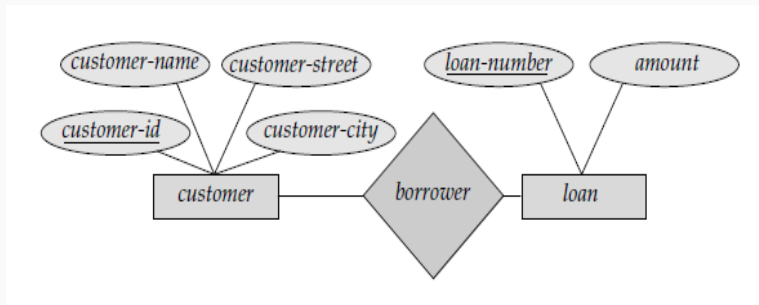 customer-name
customer-street
loan-number
amount
customer-id
customer-city
customer
borrower
loan